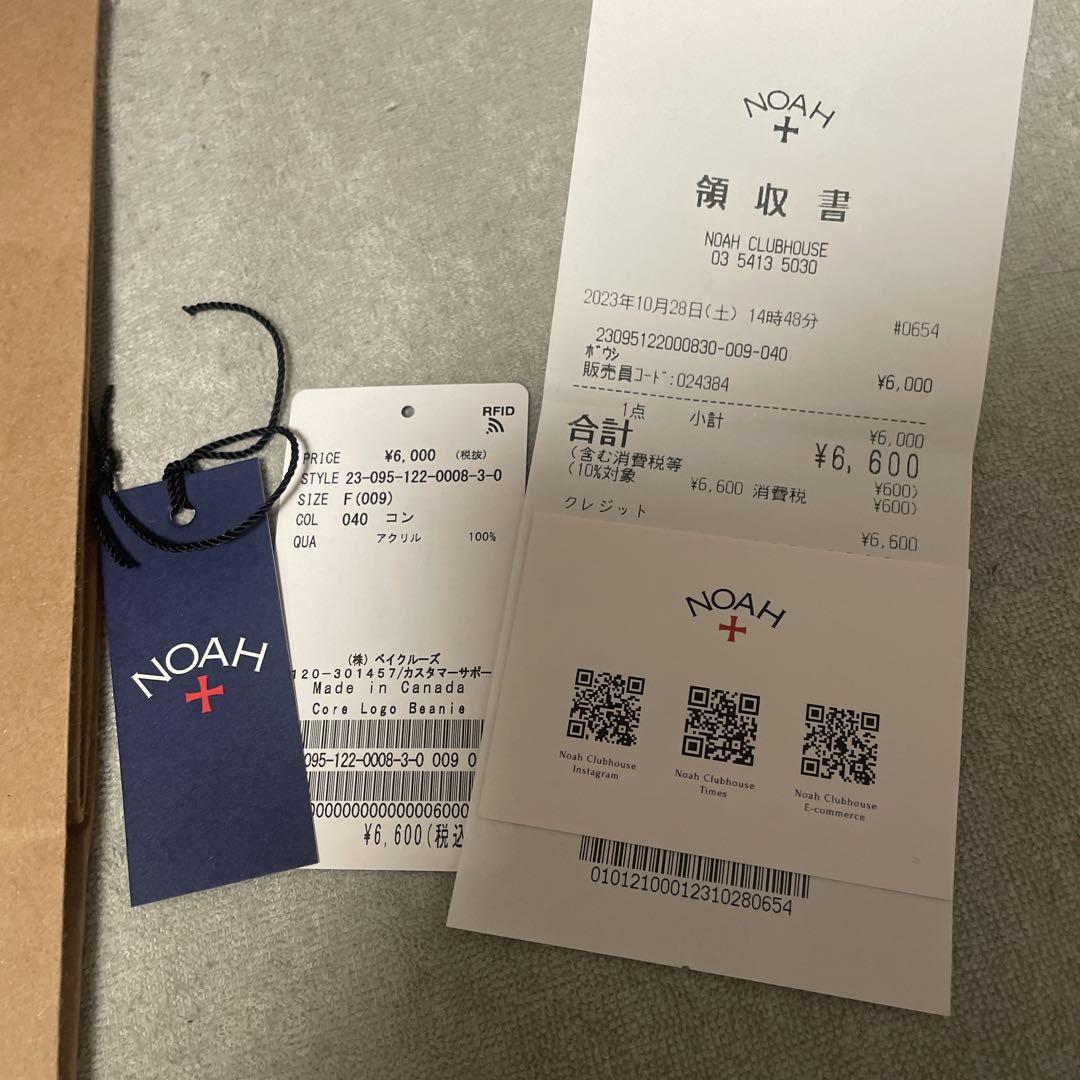 NOAH
RFID
PRICE ¥6,000 (税抜)
STYLE 23-095-122-0008-3-0
SIZE F(009)
COL 040 コン
QUA アクリル 100%
(株) ベイクルーズ
120-301457/カスタマーサポー
Made in Canada
Core Logo Beanie
095-122-0008-3-0 009 0
¥6,600(税込
NOAH
領収書
NOAH CLUBHOUSE
03 5413 5030
2023年10月28日(土) 14時48分 #0654
23095122000830-009-040
ボウシ ¥6,000
販売員コード:024384
1点 小計 ¥6,000
合計 ¥6,600
(含む消費税等 ¥600)
(10%対象 ¥6,600 消費税 ¥600)
クレジット ¥6,600
NOAH
Noah Clubhouse
Instagram
Noah Clubhouse
Times
Noah Clubhouse
E-commerce
01012100012310280654